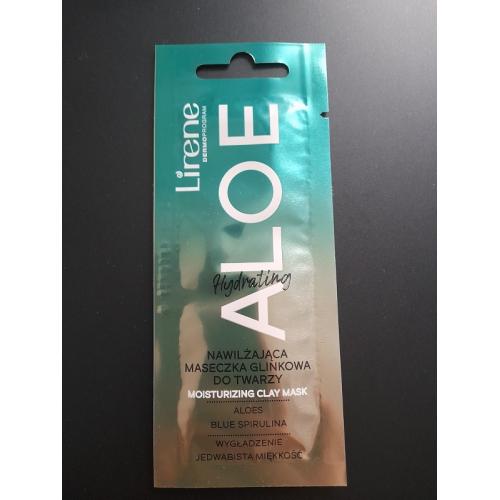 Lirene
DERMOPROGRAM
ALOE
Hydrating
NAWILŻAJĄCA
MASECZKA GLINKOWA
DO TWARZY
MOISTURIZING CLAY MASK
ALOES
BLUE SPIRULINA
WYGŁADZENIE
JEDWABISTA MIĘKKOŚĆ